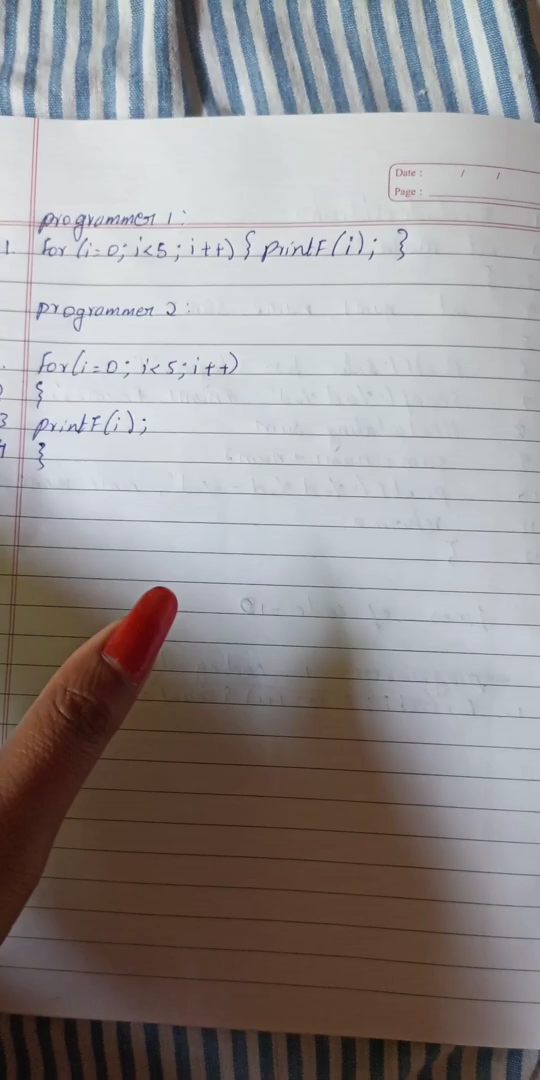 Date : / /
Page :
programmer 1:
1. for (i=0; i<5; i++) { printf(i); }
programmer 2:
. for(i=0; i<5; i++)
{
3 printf(i);
4 }